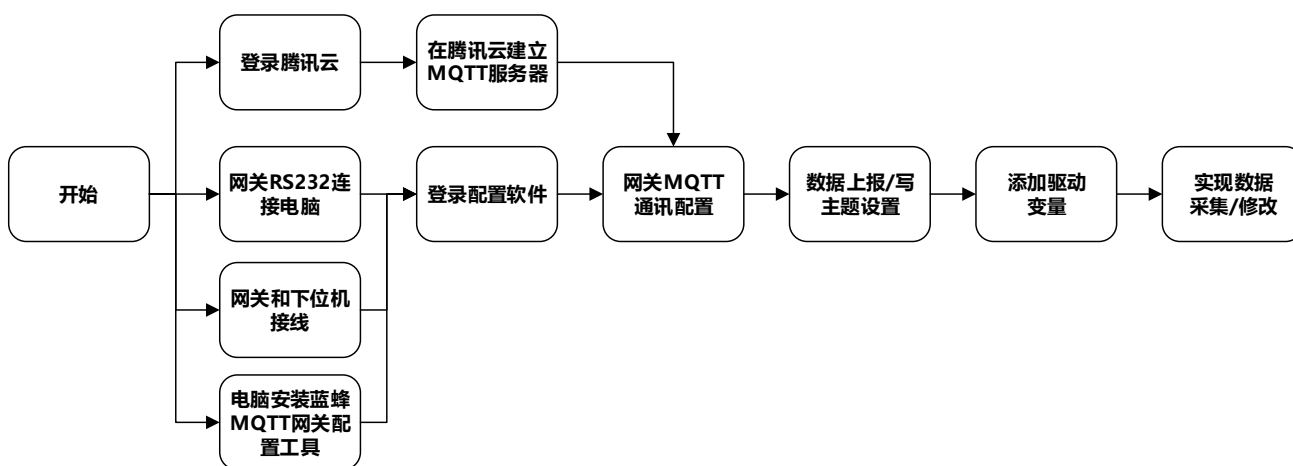 登录腾讯云
在腾讯云建立
MQTT服务器
开始
网关RS232连
接电脑
登录配置软件
网关MQTT
通讯配置
数据上报/写
主题设置
添加驱动
变量
实现数据
采集/修改
网关和下位机
接线
电脑安装蓝蜂
MQTT网关配
置工具